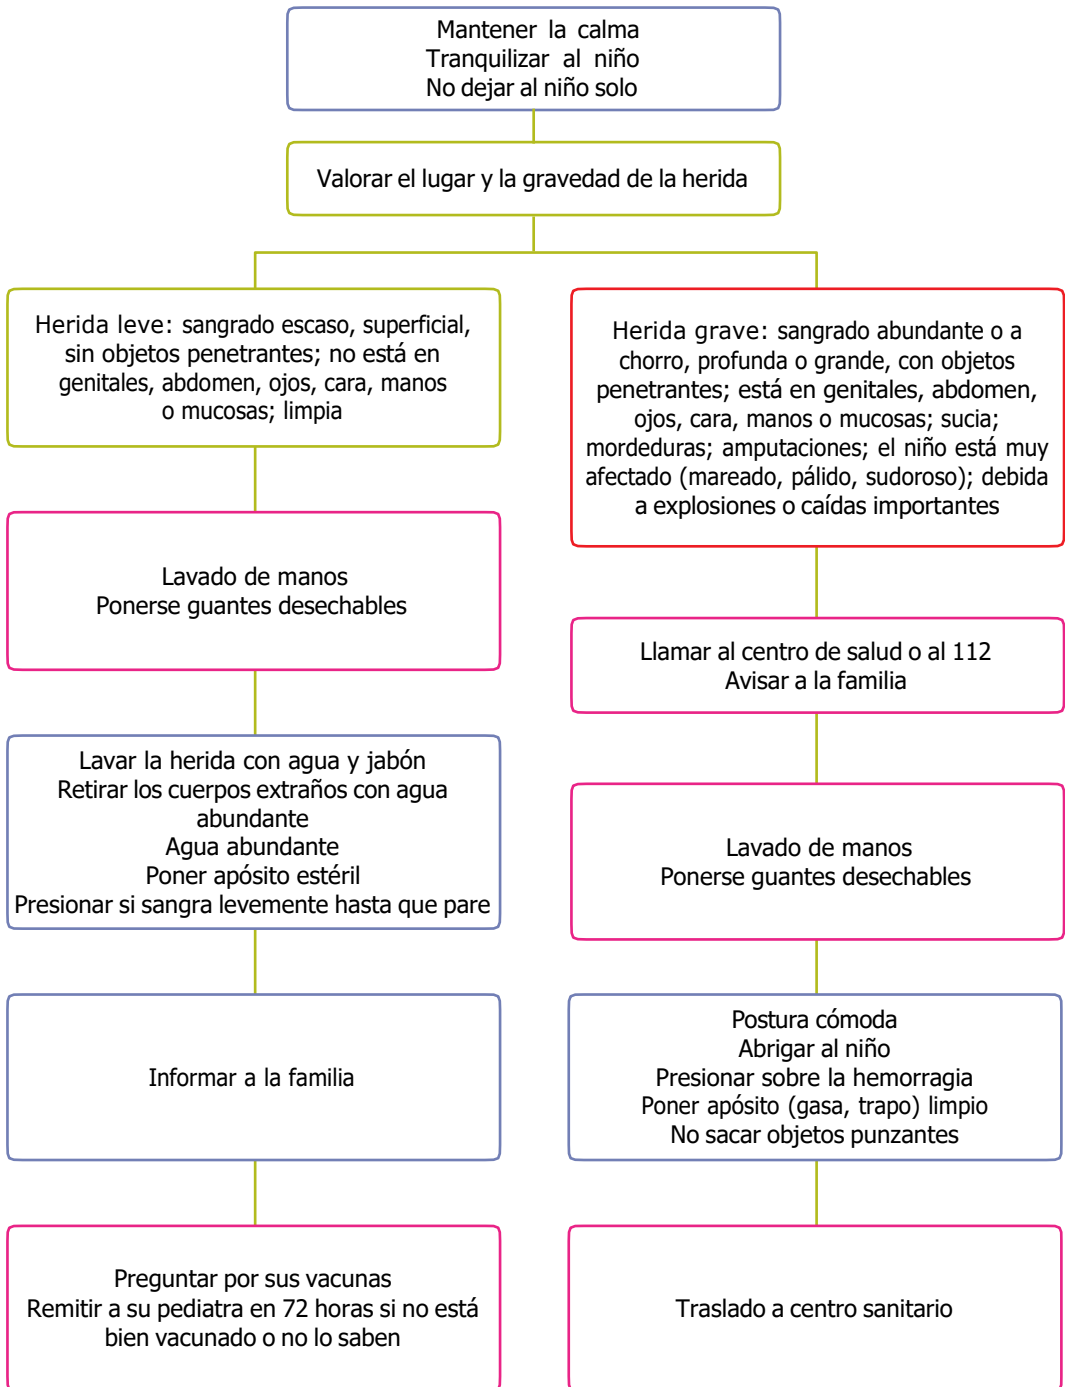 Mantener la calma
Tranquilizar al niño
No dejar al niño solo
Valorar el lugar y la gravedad de la herida
Herida leve: sangrado escaso, superficial,
sin objetos penetrantes; no está en
genitales, abdomen, ojos, cara, manos
o mucosas; limpia
Lavado de manos
Ponerse guantes desechables
Lavar la herida con agua y jabón
Retirar los cuerpos extraños con agua
abundante
Agua abundante
Poner apósito estéril
Presionar si sangra levemente hasta que pare
Informar a la familia
Preguntar por sus vacunas
Remitir a su pediatra en 72 horas si no está
bien vacunado o no lo saben
Herida grave: sangrado abundante o a
chorro, profunda o grande, con objetos
penetrantes; está en genitales, abdomen,
ojos, cara, manos o mucosas; sucia;
mordeduras; amputaciones; el niño está muy
afectado (mareado, pálido, sudoroso); debida
a explosiones o caídas importantes
Llamar al centro de salud o al 112
Avisar a la familia
Lavado de manos
Ponerse guantes desechables
Postura cómoda
Abrigar al niño
Presionar sobre la hemorragia
Poner apósito (gasa, trapo) limpio
No sacar objetos punzantes
Traslado a centro sanitario